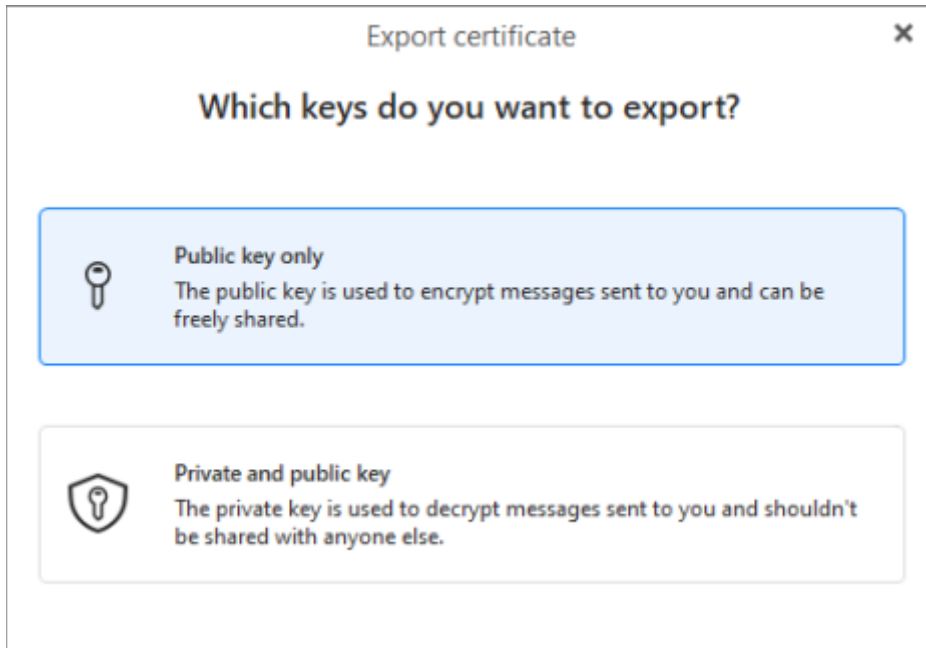 Export certificate
Which keys do you want to export?
Public key only
The public key is used to encrypt messages sent to you and can be
freely shared.
Private and public key
The private key is used to decrypt messages sent to you and shouldn't
be shared with anyone else.